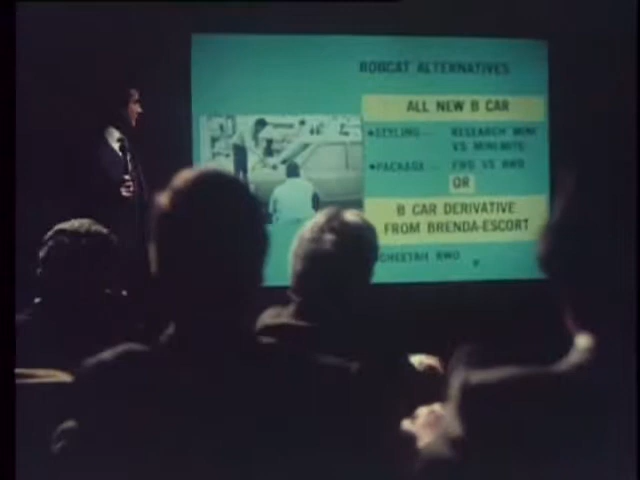 BOBCAT ALTERNATIVES
ALL NEW B CAR
•STYLING... RESEARCH MINI
VS MINI-MITE
•PACKAGE... FWD VS RWD
OR
B CAR DERIVATIVE
FROM BRENDA-ESCORT
CHEETAH RWD